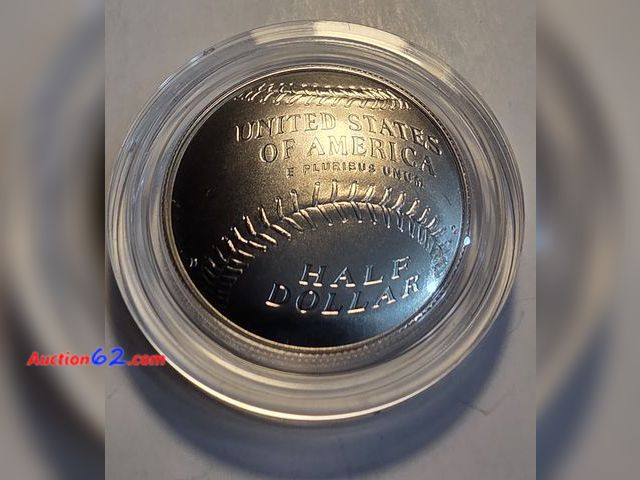 UNITED STATES
OF AMERICA
E PLURIBUS UNUM
HALF
DOLLAR
Auction62.com